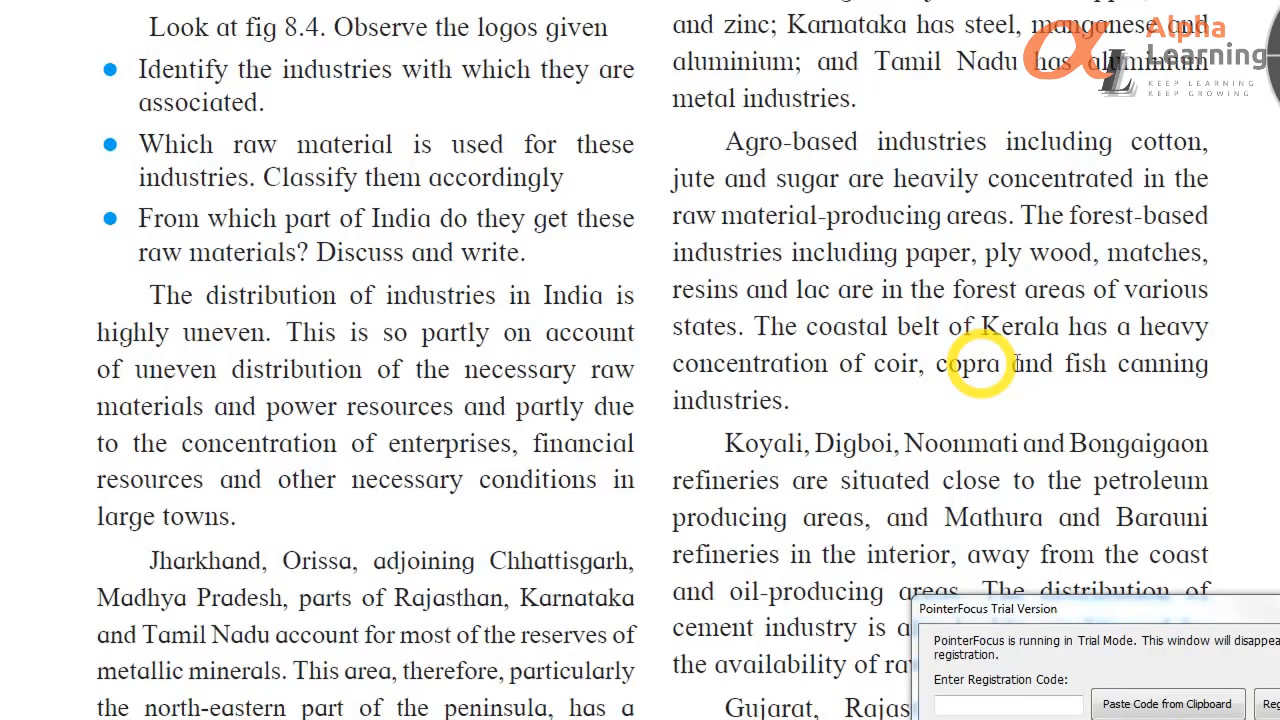 Look at fig 8.4. Observe the logos given
● Identify the industries with which they are
associated.
● Which raw material is used for these
industries. Classify them accordingly
● From which part of India do they get these
raw materials? Discuss and write.
The distribution of industries in India is
highly uneven. This is so partly on account
of uneven distribution of the necessary raw
materials and power resources and partly due
to the concentration of enterprises, financial
resources and other necessary conditions in
large towns.
Jharkhand, Orissa, adjoining Chhattisgarh,
Madhya Pradesh, parts of Rajasthan, Karnataka
and Tamil Nadu account for most of the reserves of
metallic minerals. This area, therefore, particularly
the north-eastern part of the peninsula, has a
and zinc; Karnataka has steel, manganese and
aluminium; and Tamil Nadu has aluminium
metal industries.
Agro-based industries including cotton,
jute and sugar are heavily concentrated in the
raw material-producing areas. The forest-based
industries including paper, ply wood, matches,
resins and lac are in the forest areas of various
states. The coastal belt of Kerala has a heavy
concentration of coir, copra and fish canning
industries.
Koyali, Digboi, Noonmati and Bongaigaon
refineries are situated close to the petroleum
producing areas, and Mathura and Barauni
refineries in the interior, away from the coast
and oil-producing areas. The distribution of
cement industry is
the availability of
Gujarat,
Alpha
Learning
KEEP LEARNING
KEEP GROWING
PointerFocus Trial Version
PointerFocus is running in Trial Mode. This window will
registration.
Enter Registration Code:
Paste Code from Clipboard